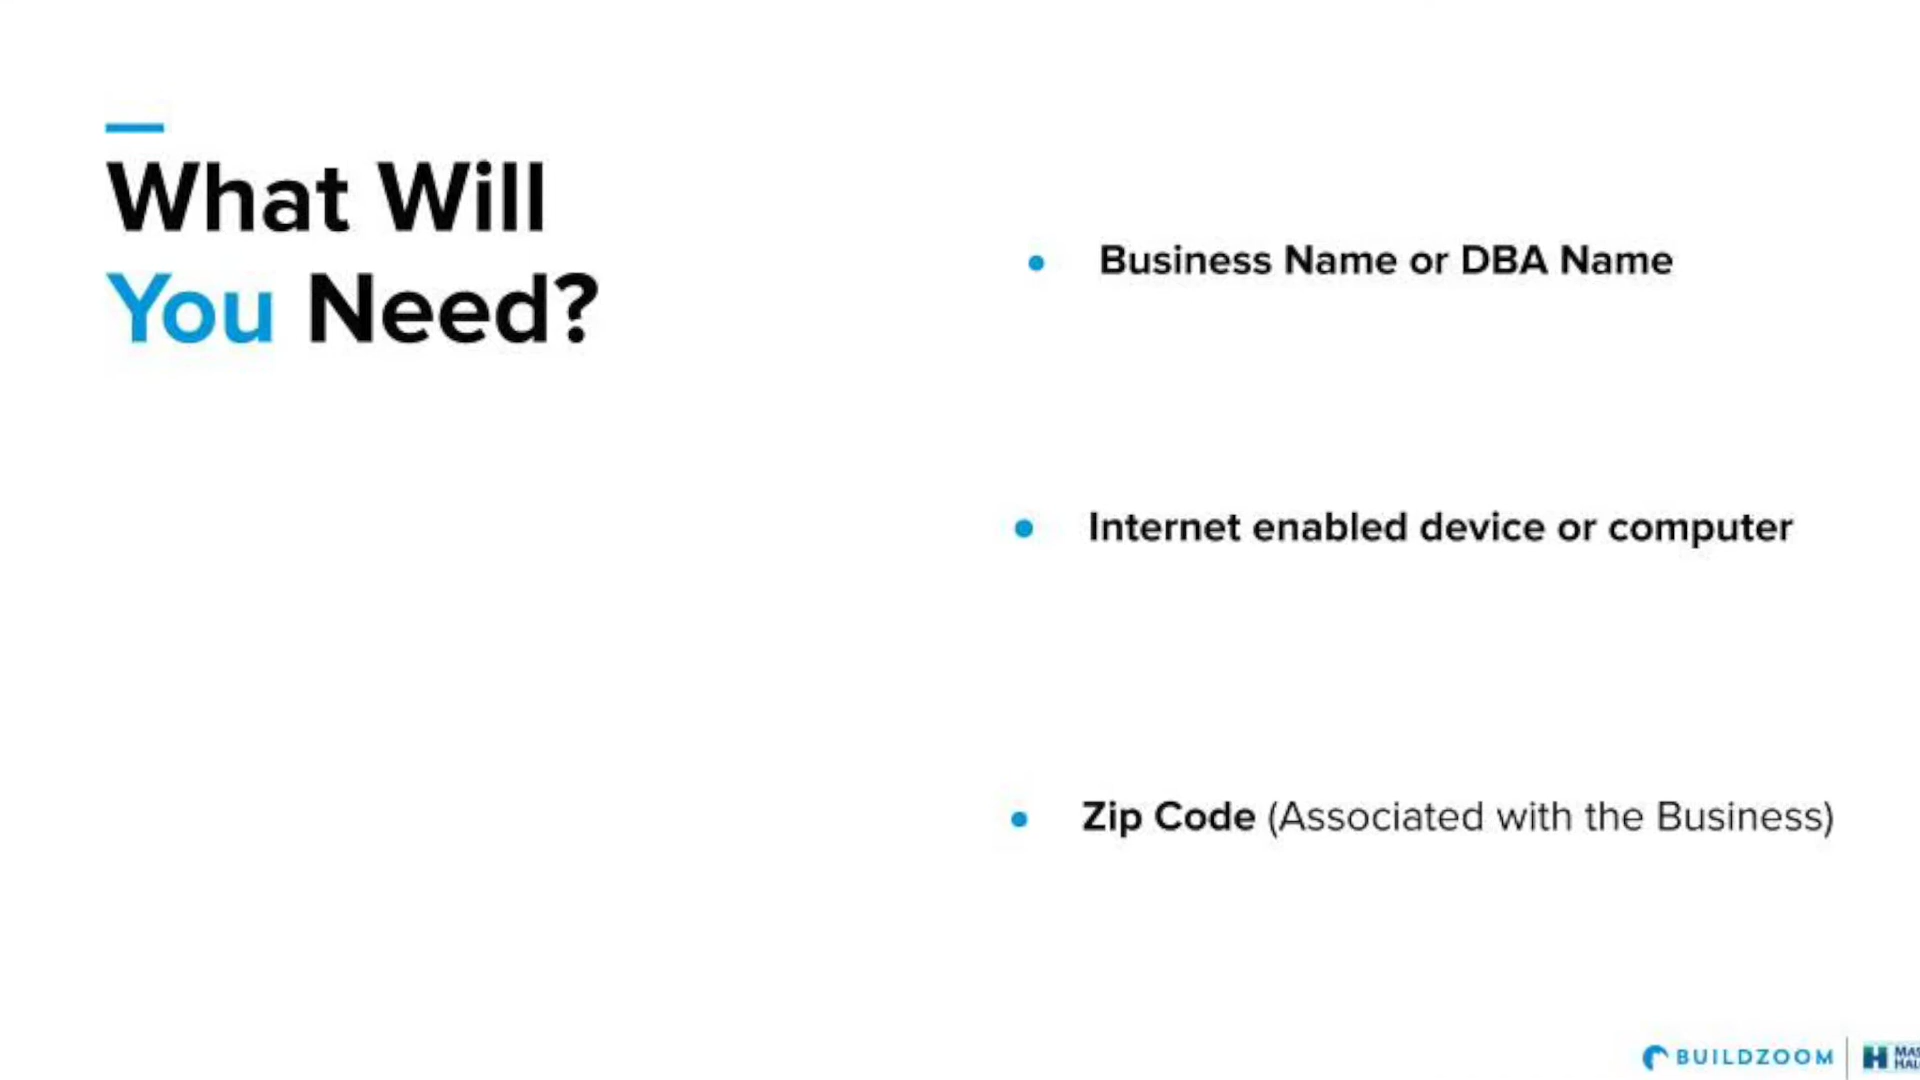 What Will
You Need?
Business Name or DBA Name
Internet enabled device or computer
Zip Code (Associated with the Business)
BUILDZOOM